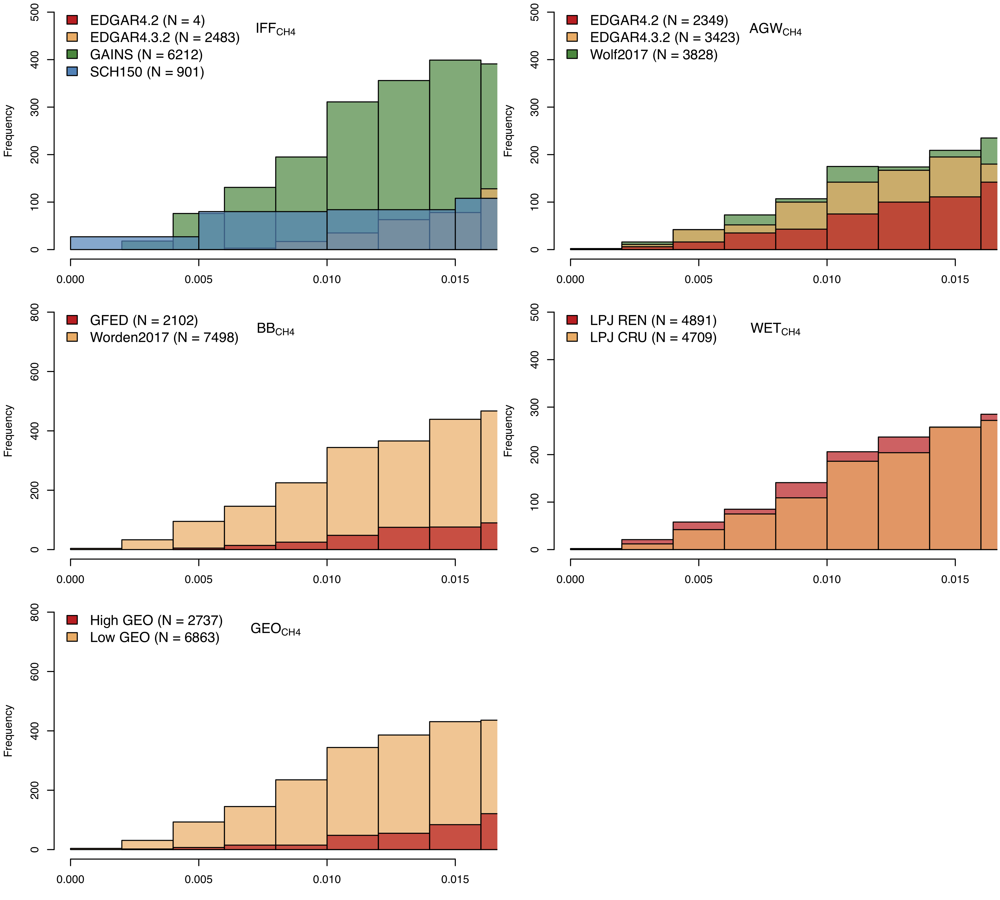 EDGAR4.2 (N = 4)
EDGAR4.3.2 (N = 2483)
GAINS (N = 6212)
SCH150 (N = 901)
IFFCH4
Frequency
0 100 200 300 400 500
0.000 0.005 0.010 0.015
EDGAR4.2 (N = 2349)
EDGAR4.3.2 (N = 3423)
Wolf2017 (N = 3828)
AGWCH4
Frequency
0 100 200 300 400 500
0.000 0.005 0.010 0.015
GFED (N = 2102)
Worden2017 (N = 7498)
BBCH4
Frequency
0 200 400 600 800
0.000 0.005 0.010 0.015
LPJ REN (N = 4891)
LPJ CRU (N = 4709)
WETCH4
Frequency
0 100 200 300 400 500
0.000 0.005 0.010 0.015
High GEO (N = 2737)
Low GEO (N = 6863)
GEOCH4
Frequency
0 200 400 600 800
0.000 0.005 0.010 0.015